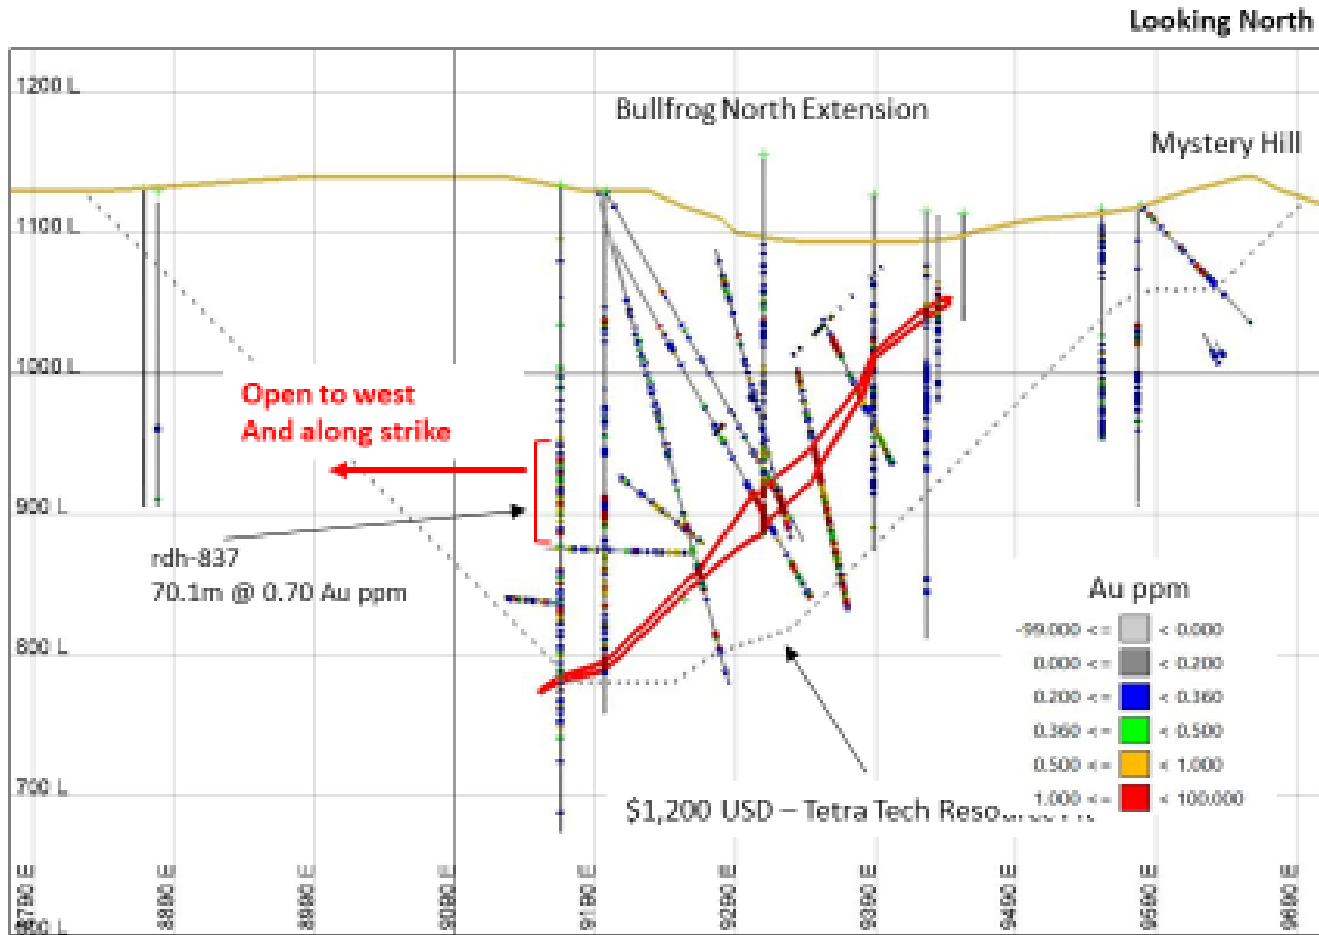 Looking North
1200 L
Bullfrog North Extension
Mystery Hill
1100 L
1000 L
Open to west
And along strike
900 L
rdh-837
70.1m @ 0.70 Au ppm
Au ppm
-99.000 <= < 0.000
0.000 <= < 0.200
800 L
0.200 <= < 0.360
0.360 <= < 0.500
0.500 <= < 1.000
700 L
1.000 <= < 100.000
$1,200 USD – Tetra Tech
8890 E
8990 E
9090 E
9190 E
9290 E
9390 E
9490 E
9590 E
9690 E